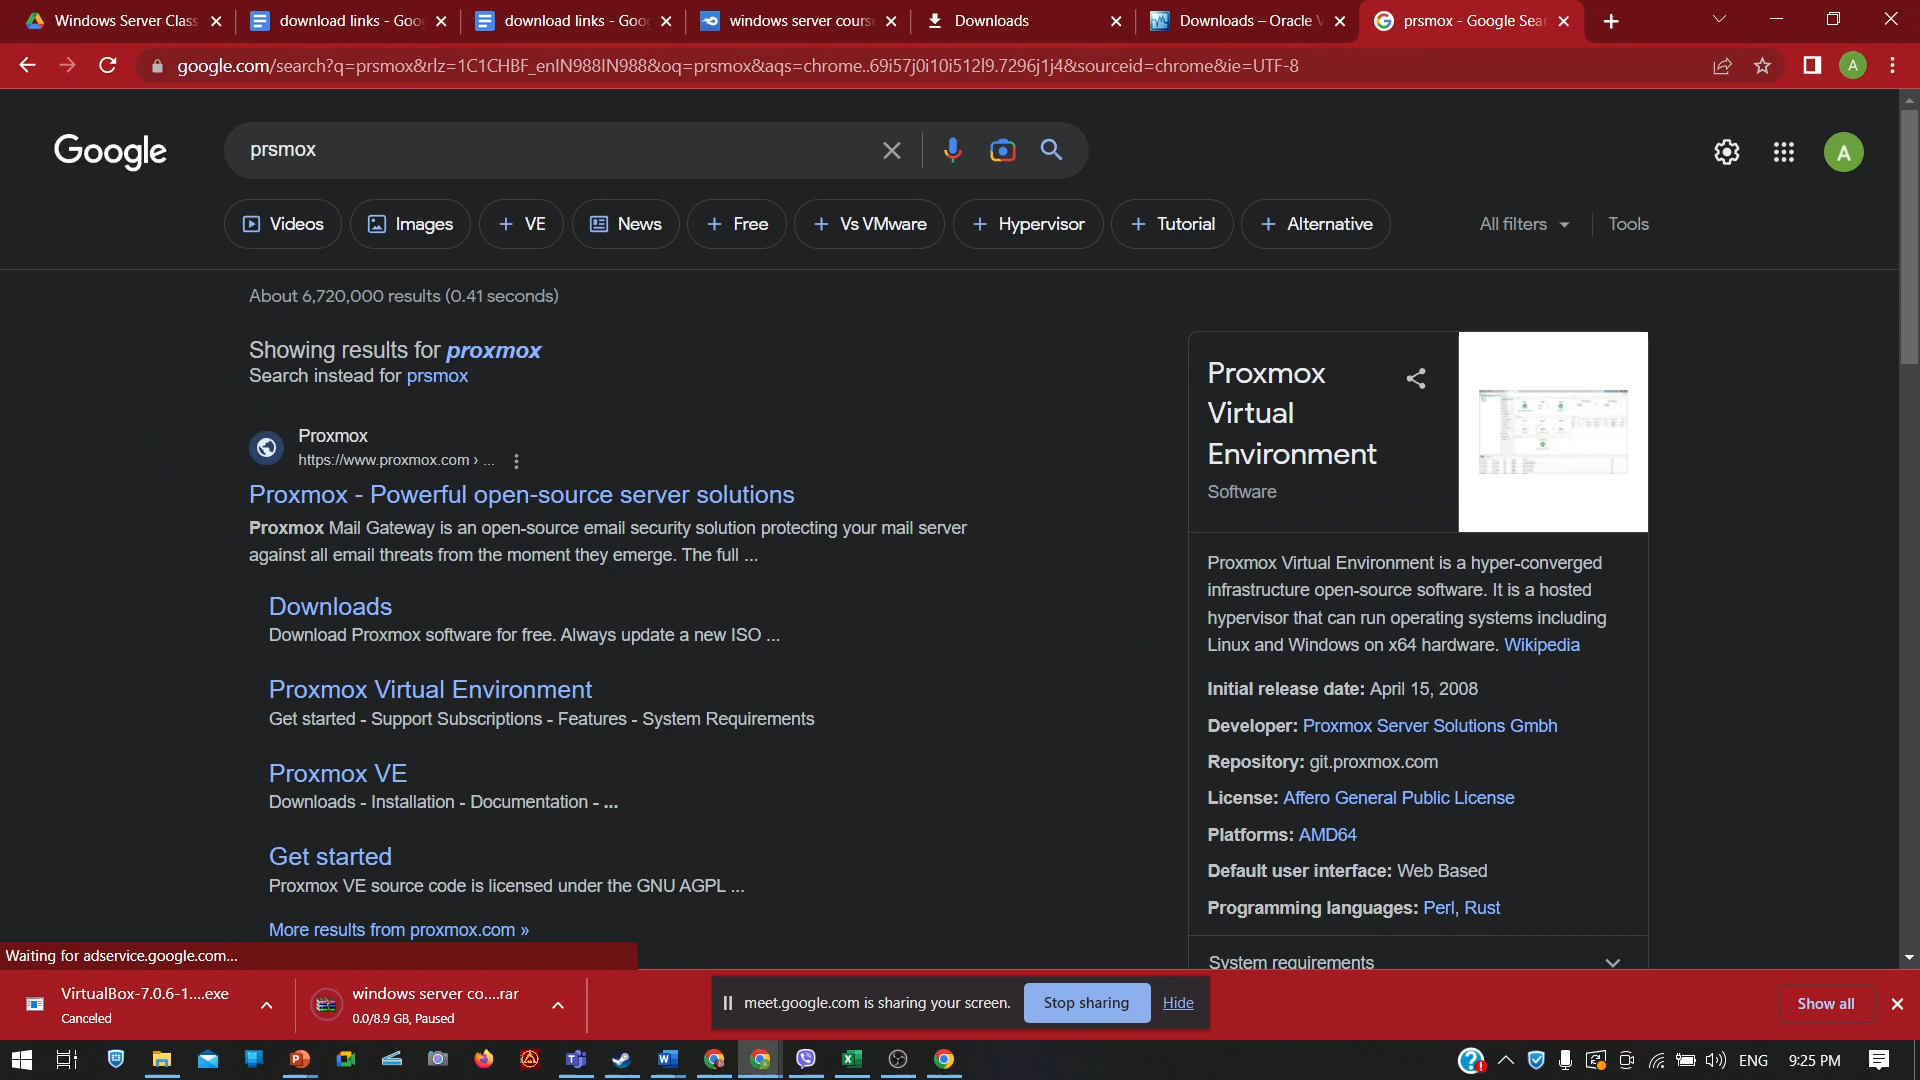 Windows Server Class
download links - Goo
download links - Goo
windows server cours
Downloads
Downloads – Oracle V
prsmox - Google Sea
google.com/search?q=prsmox&rlz=1C1CHBF_enIN988IN988&oq=prsmox&aqs=chrome..69i57j0i10i512l9.7296j1j4&sourceid=chrome&ie=UTF-8
A
Google
prsmox
A
Videos
Images
+ VE
News
+ Free
+ Vs VMware
+ Hypervisor
+ Tutorial
+ Alternative
All filters
Tools
About 6,720,000 results (0.41 seconds)
Showing results for proxmox
Search instead for prsmox
Proxmox
https://www.proxmox.com › ...
Proxmox - Powerful open-source server solutions
Proxmox Mail Gateway is an open-source email security solution protecting your mail server
against all email threats from the moment they emerge. The full ...
Downloads
Download Proxmox software for free. Always update a new ISO ...
Proxmox Virtual Environment
Get started - Support Subscriptions - Features - System Requirements
Proxmox VE
Downloads - Installation - Documentation - ...
Get started
Proxmox VE source code is licensed under the GNU AGPL ...
More results from proxmox.com »
Proxmox
Virtual
Environment
Software
Proxmox Virtual Environment is a hyper-converged
infrastructure open-source software. It is a hosted
hypervisor that can run operating systems including
Linux and Windows on x64 hardware. Wikipedia
Initial release date: April 15, 2008
Developer: Proxmox Server Solutions Gmbh
Repository: git.proxmox.com
License: Affero General Public License
Platforms: AMD64
Default user interface: Web Based
Programming languages: Perl, Rust
System requirements
Waiting for adservice.google.com...
VirtualBox-7.0.6-1....exe
Canceled
windows server co....rar
0.0/8.9 GB, Paused
meet.google.com is sharing your screen.
Stop sharing
Hide
Show all
ENG
9:25 PM